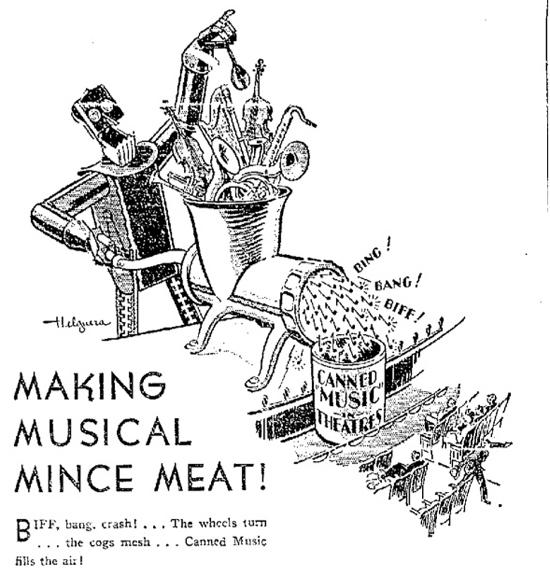 BING!
BANG!
BIFF!
Helguera
CANNED
MUSIC
IN
THEATRES
MAKING
MUSICAL
MINCE MEAT!
BIFF, bang, crash! . . . The wheels turn
. . . the cogs mesh . . . Canned Music
fills the air!